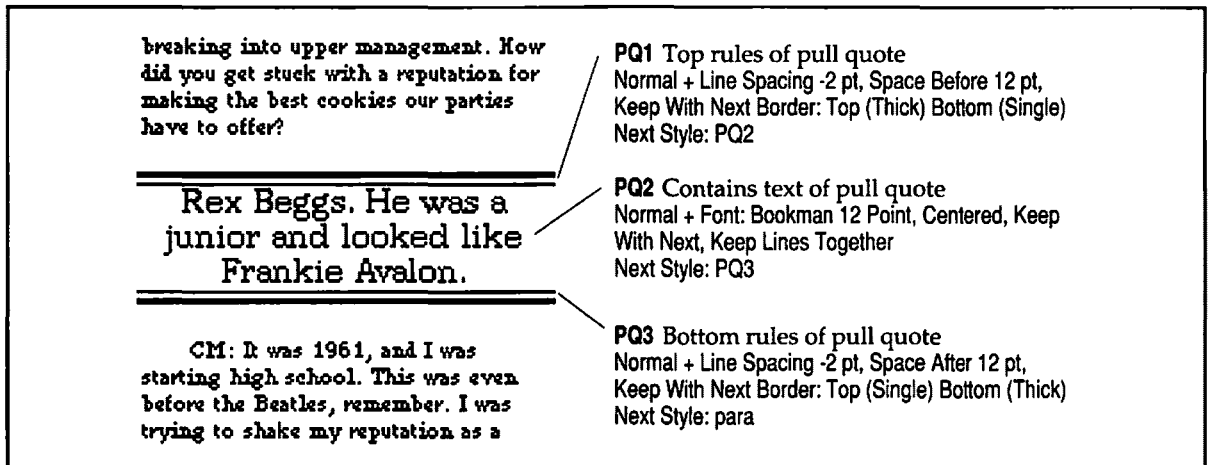 breaking into upper management. How
did you get stuck with a reputation for
making the best cookies our parties
have to offer?
Rex Beggs. He was a
junior and looked like
Frankie Avalon.
CM: It was 1961, and I was
starting high school. This was even
before the Beatles, remember. I was
trying to shake my reputation as a
PQ1 Top rules of pull quote
Normal + Line Spacing -2 pt, Space Before 12 pt,
Keep With Next Border: Top (Thick) Bottom (Single)
Next Style: PQ2
PQ2 Contains text of pull quote
Normal + Font: Bookman 12 Point, Centered, Keep
With Next, Keep Lines Together
Next Style: PQ3
PQ3 Bottom rules of pull quote
Normal + Line Spacing -2 pt, Space After 12 pt,
Keep With Next Border: Top (Single) Bottom (Thick)
Next Style: para